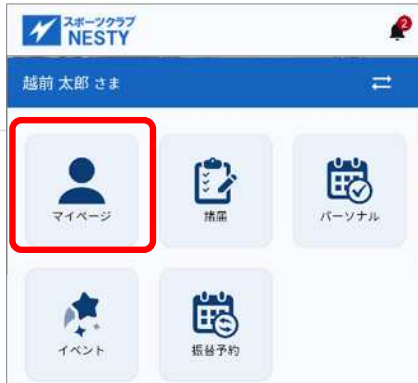 スポーツクラブ
NESTY
2
越前 太郎 さま
マイページ
諸届
パーソナル
イベント
振替予約